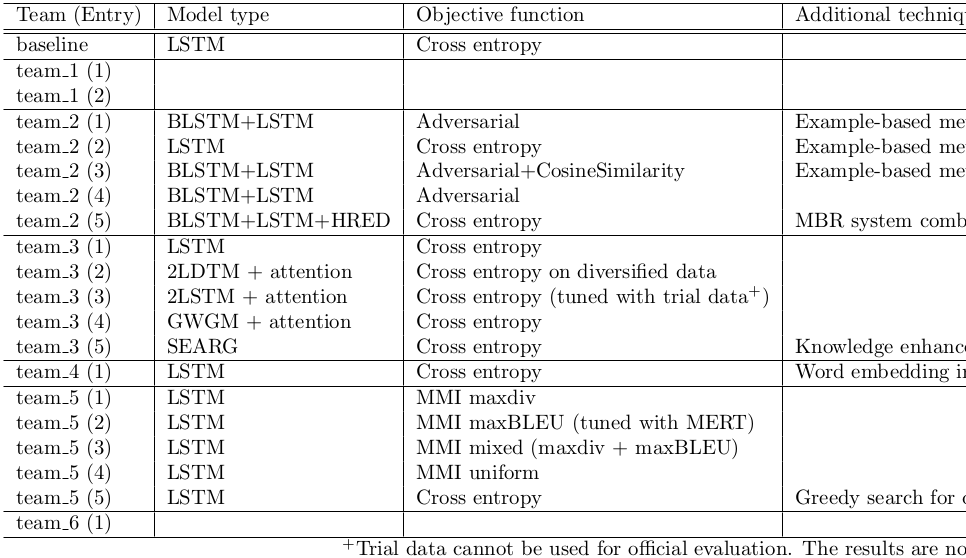 Team (Entry) Model type Objective function Additional
baseline LSTM Cross entropy
team_1 (1)
team_1 (2)
team_2 (1) BLSTM+LSTM Adversarial Example-based
team_2 (2) LSTM Cross entropy Example-based
team_2 (3) BLSTM+LSTM Adversarial+CosineSimilarity Example-based
team_2 (4) BLSTM+LSTM Adversarial
team_2 (5) BLSTM+LSTM+HRED Cross entropy MBR system
team_3 (1) LSTM Cross entropy
team_3 (2) 2LDTM + attention Cross entropy on diversified data
team_3 (3) 2LSTM + attention Cross entropy (tuned with trial data+)
team_3 (4) GWGM + attention Cross entropy
team_3 (5) SEARG Cross entropy Knowledge
team_4 (1) LSTM Cross entropy Word embedding
team_5 (1) LSTM MMI maxdiv
team_5 (2) LSTM MMI maxBLEU (tuned with MERT)
team_5 (3) LSTM MMI mixed (maxdiv + maxBLEU)
team_5 (4) LSTM MMI uniform
team_5 (5) LSTM Cross entropy Greedy search for
team_6 (1)
+Trial data cannot be used for official evaluation. The results are